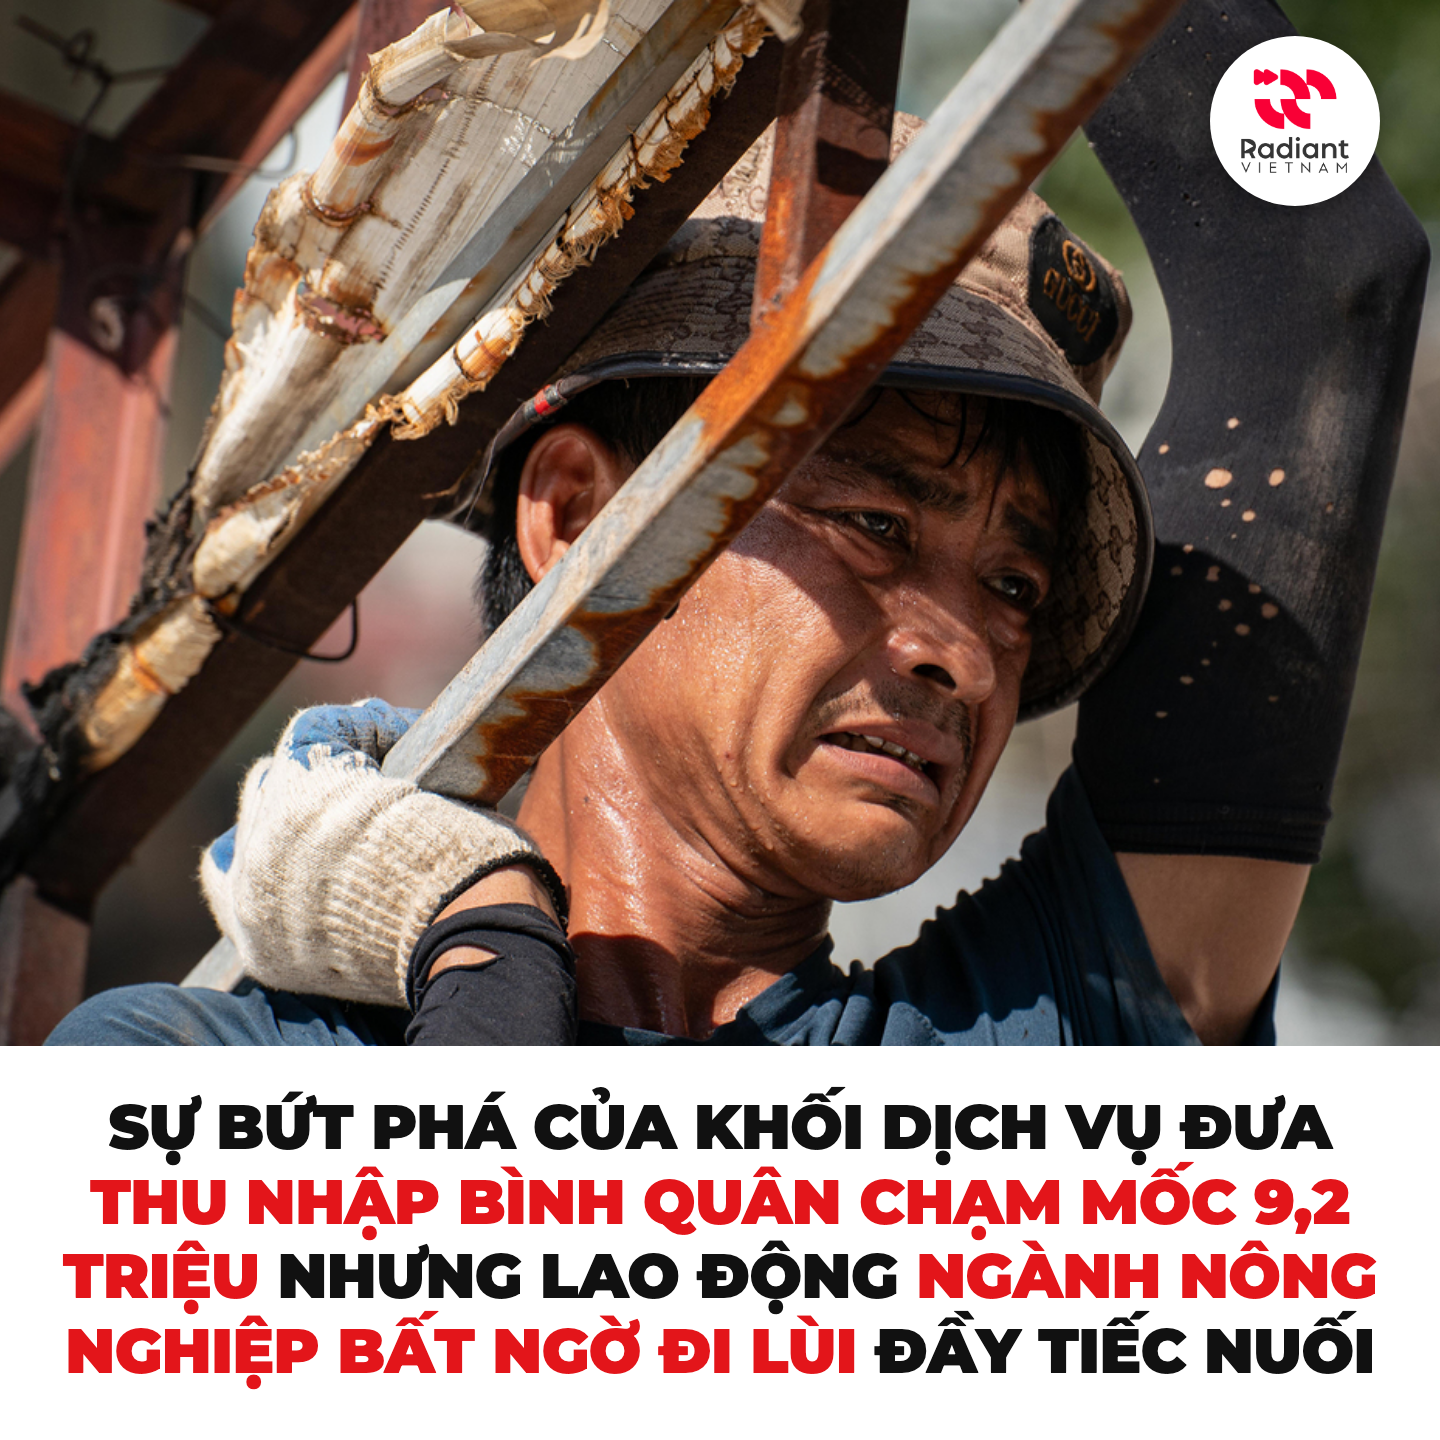 Radiant
VIETNAM
GUCCI
SỰ BỨT PHÁ CỦA KHỐI DỊCH VỤ ĐƯA
THU NHẬP BÌNH QUÂN CHẠM MỐC 9,2
TRIỆU NHƯNG LAO ĐỘNG NGÀNH NÔNG
NGHIỆP BẤT NGỜ ĐI LÙI ĐẦY TIẾC NUỐI